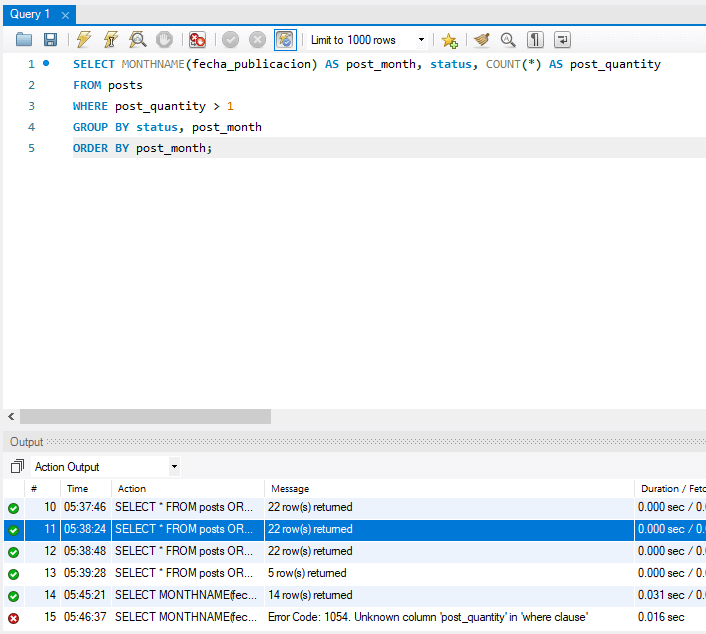 Query 1
Limit to 1000 rows
1 SELECT MONTHNAME(fecha_publicacion) AS post_month, status, COUNT(*) AS post_quantity
2 FROM posts
3 WHERE post_quantity > 1
4 GROUP BY status, post_month
5 ORDER BY post_month;
Output
Action Output
# Time Action Message Duration / Fetc
10 05:37:46 SELECT * FROM posts OR... 22 row(s) returned 0.000 sec / 0.
11 05:38:24 SELECT * FROM posts OR... 22 row(s) returned 0.000 sec / 0.
12 05:38:48 SELECT * FROM posts OR... 22 row(s) returned 0.000 sec / 0.
13 05:39:28 SELECT * FROM posts OR... 5 row(s) returned 0.000 sec / 0.
14 05:45:21 SELECT MONTHNAME(fec... 14 row(s) returned 0.031 sec / 0.
15 05:46:37 SELECT MONTHNAME(fec... Error Code: 1054. Unknown column 'post_quantity' in 'where clause' 0.016 sec